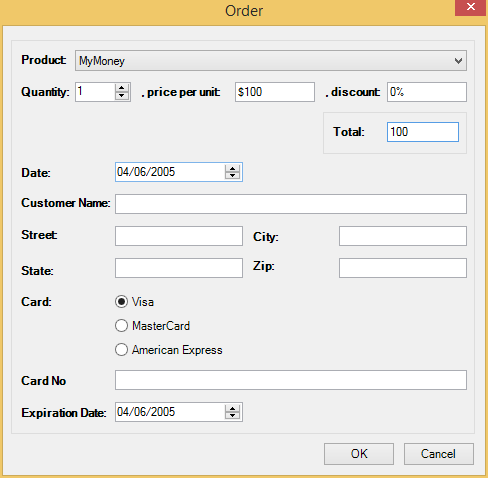 Order
Product: MyMoney
Quantity: 1 , price per unit: $100 , discount: 0%
Total: 100
Date: 04/06/2005
Customer Name:
Street: City:
State: Zip:
Card: Visa
MasterCard
American Express
Card No
Expiration Date: 04/06/2005
OK Cancel